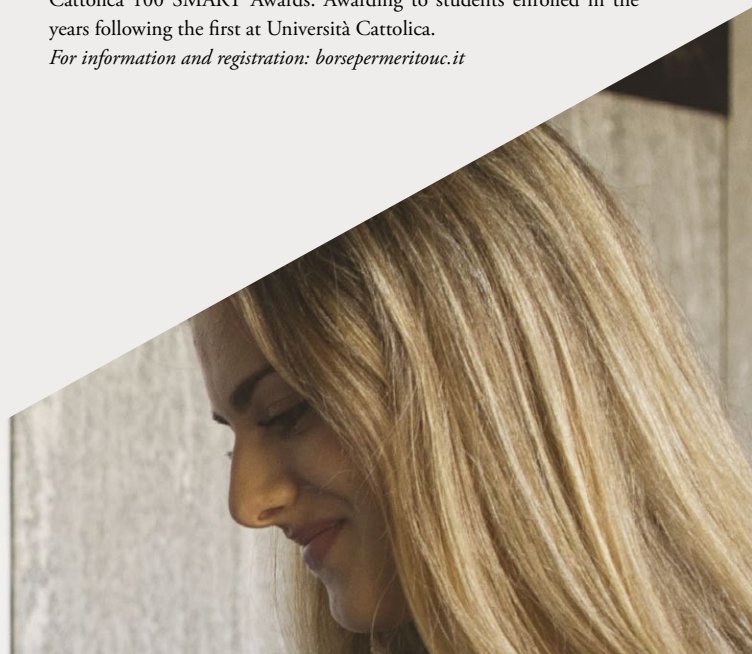 Cattolica 100 SMART Awards. Awarding to students enrolled in the
years following the first at Università Cattolica.
For information and registration: borsepermeritouc.it